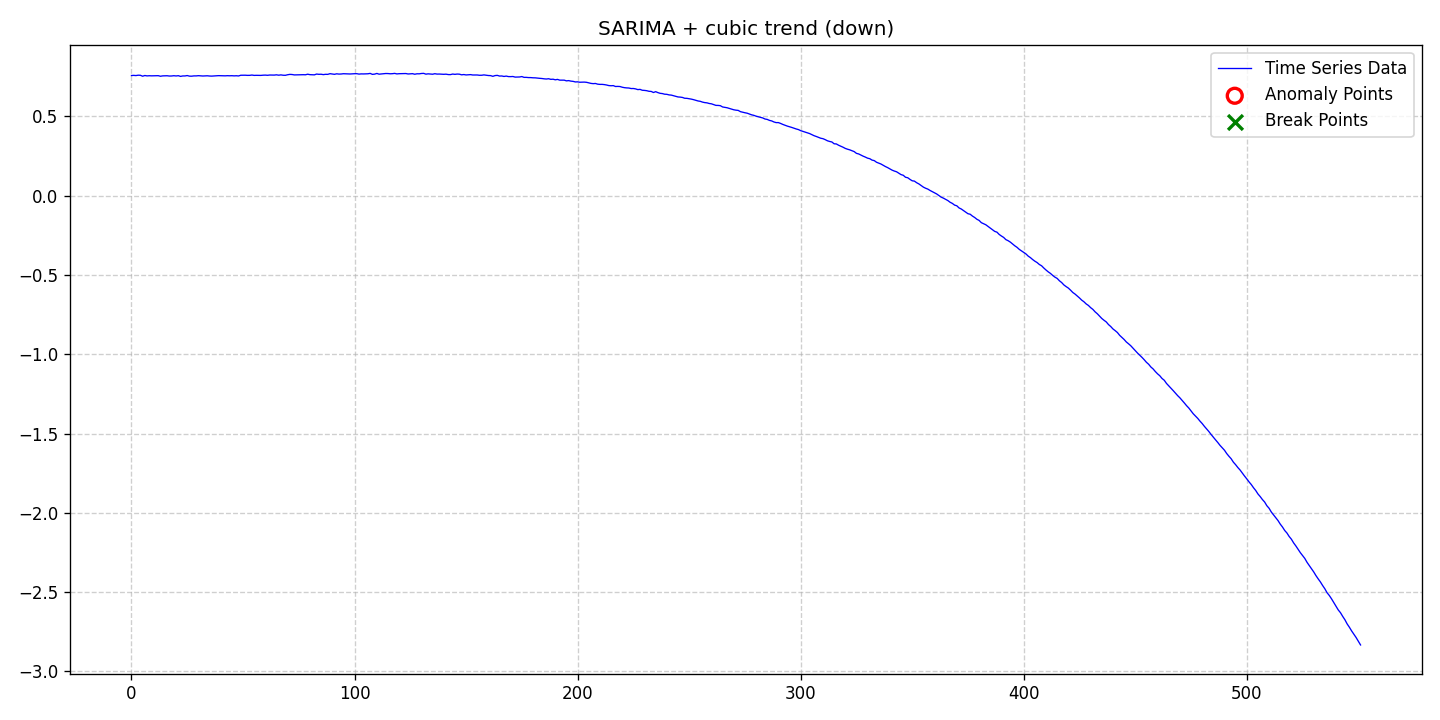 SARIMA + cubic trend (down)
Time Series Data
Anomaly Points
Break Points
0.5
0.0
−0.5
−1.0
−1.5
−2.0
−2.5
−3.0
0 100 200 300 400 500